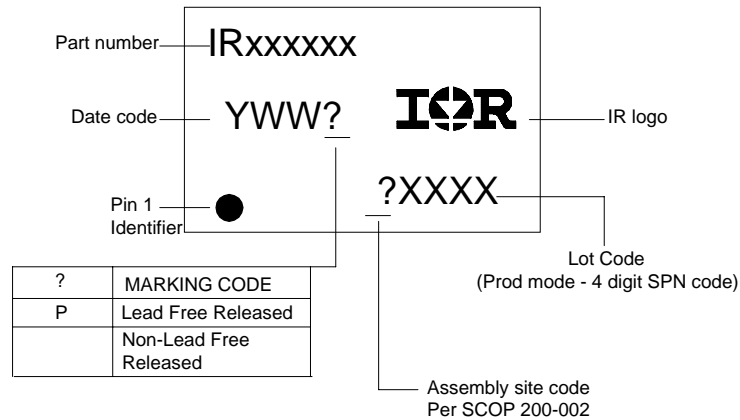 Part number
IRxxxxxx
Date code
YWW?
IOR
IR logo
?XXXX
Pin 1
Identifier
Lot Code
(Prod mode - 4 digit SPN code)
? MARKING CODE
P Lead Free Released
Non-Lead Free
Released
Assembly site code
Per SCOP 200-002